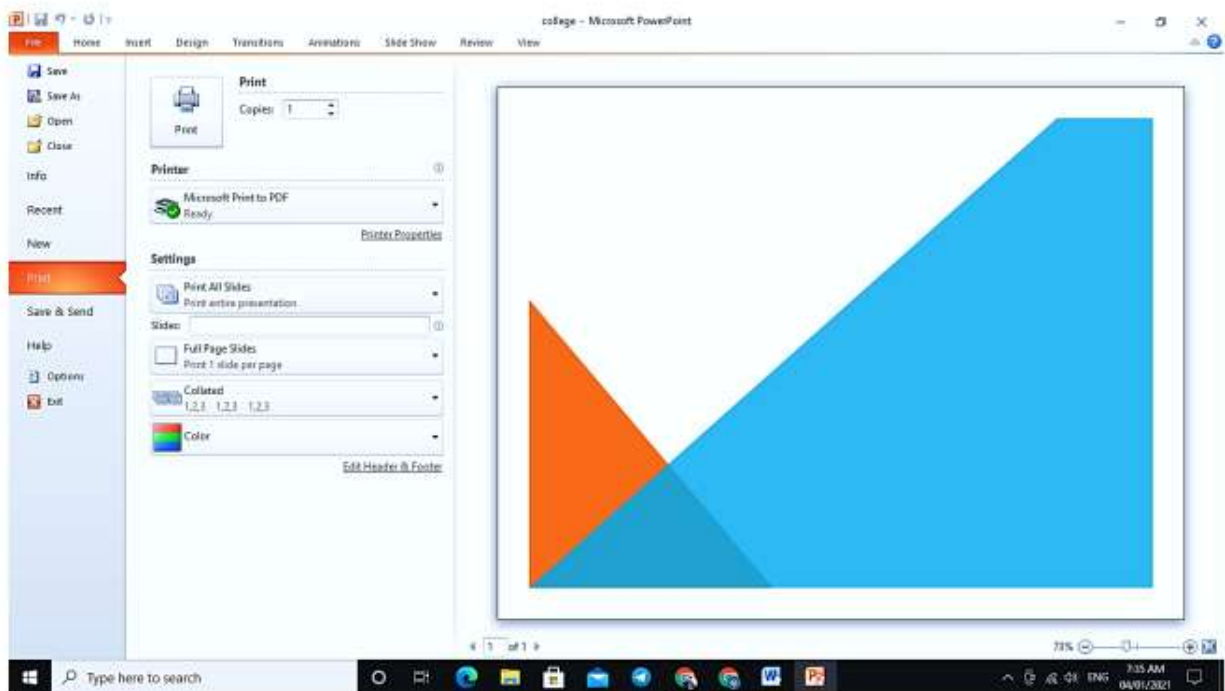 college - Microsoft PowerPoint
File Home Insert Design Transitions Animations Slide Show Review View
Save
Save As
Open
Close
Info
Recent
New
Print
Save & Send
Help
Options
Exit
Print
Print
Copies: 1
Printer
Microsoft Print to PDF
Ready
Printer Properties
Settings
Print All Slides
Print entire presentation
Slides:
Full Page Slides
Print 1 slide per page
Collated
1,2,3 1,2,3 1,2,3
Color
Edit Header & Footer
1 of 1
73%
Type here to search
ENG
7:35 AM
04/01/2021